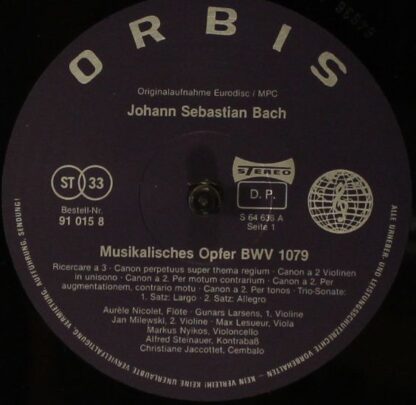 ORBIS
Originalaufnahme Eurodisc / MPC
Johann Sebastian Bach
ST 33
Bestell-Nr.
91 015 8
STEREO
D. P.
S 64 636 A
Seite 1
Musikalisches Opfer BWV 1079
Ricercare a 3 · Canon perpetuus super thema regium · Canon a 2 Violinen
in unisono · Canon a 2. Per motum contrarium · Canon a 2. Per
augmentationem, contrario motu · Canon a 2. Per tonos · Trio-Sonate:
1. Satz: Largo · 2. Satz: Allegro
Aurèle Nicolet, Flöte · Gunars Larsens, 1. Violine
Jan Milewski, 2. Violine · Max Lesueur, Viola
Markus Nyikos, Violoncello
Alfred Steinauer, Kontrabaß
Christiane Jaccottet, Cembalo
ALLE URHEBER- UND LEISTUNGSSCHUTZRECHTE VORBEHALTEN – KEIN VERLEIH! KEINE UNERLAUBTE VERVIELFÄLTIGUNG, VERMIETUNG, AUFFÜHRUNG, SENDUNG!